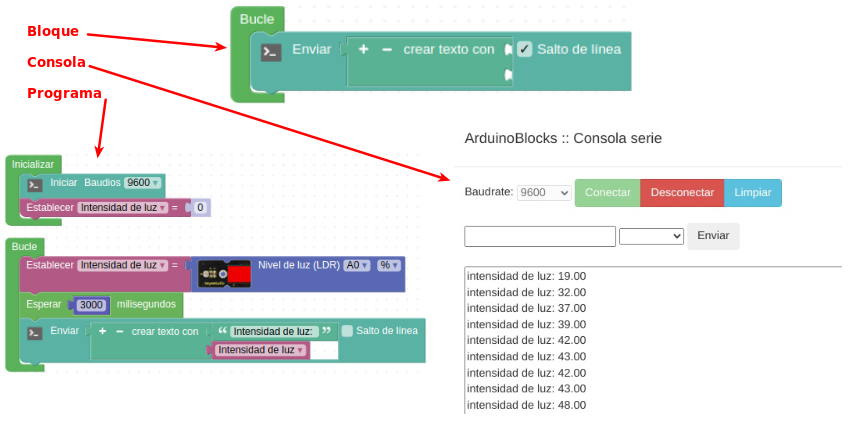 Bucle
Enviar + - crear texto con ✓ Salto de línea
Bloque
Consola
Programa
ArduinoBlocks :: Consola serie
Baudrate: 9600 Conectar Desconectar Limpiar
Enviar
intensidad de luz: 19.00
intensidad de luz: 32.00
intensidad de luz: 37.00
intensidad de luz: 39.00
intensidad de luz: 42.00
intensidad de luz: 43.00
intensidad de luz: 42.00
intensidad de luz: 43.00
intensidad de luz: 48.00
Inicializar
Iniciar Baudios 9600
Establecer Intensidad de luz = 0
Bucle
Establecer Intensidad de luz = Nivel de luz (LDR) A0 %
Esperar 3000 milisegundos
Enviar + - crear texto con “ Intensidad de luz: ” Salto de línea
Intensidad de luz